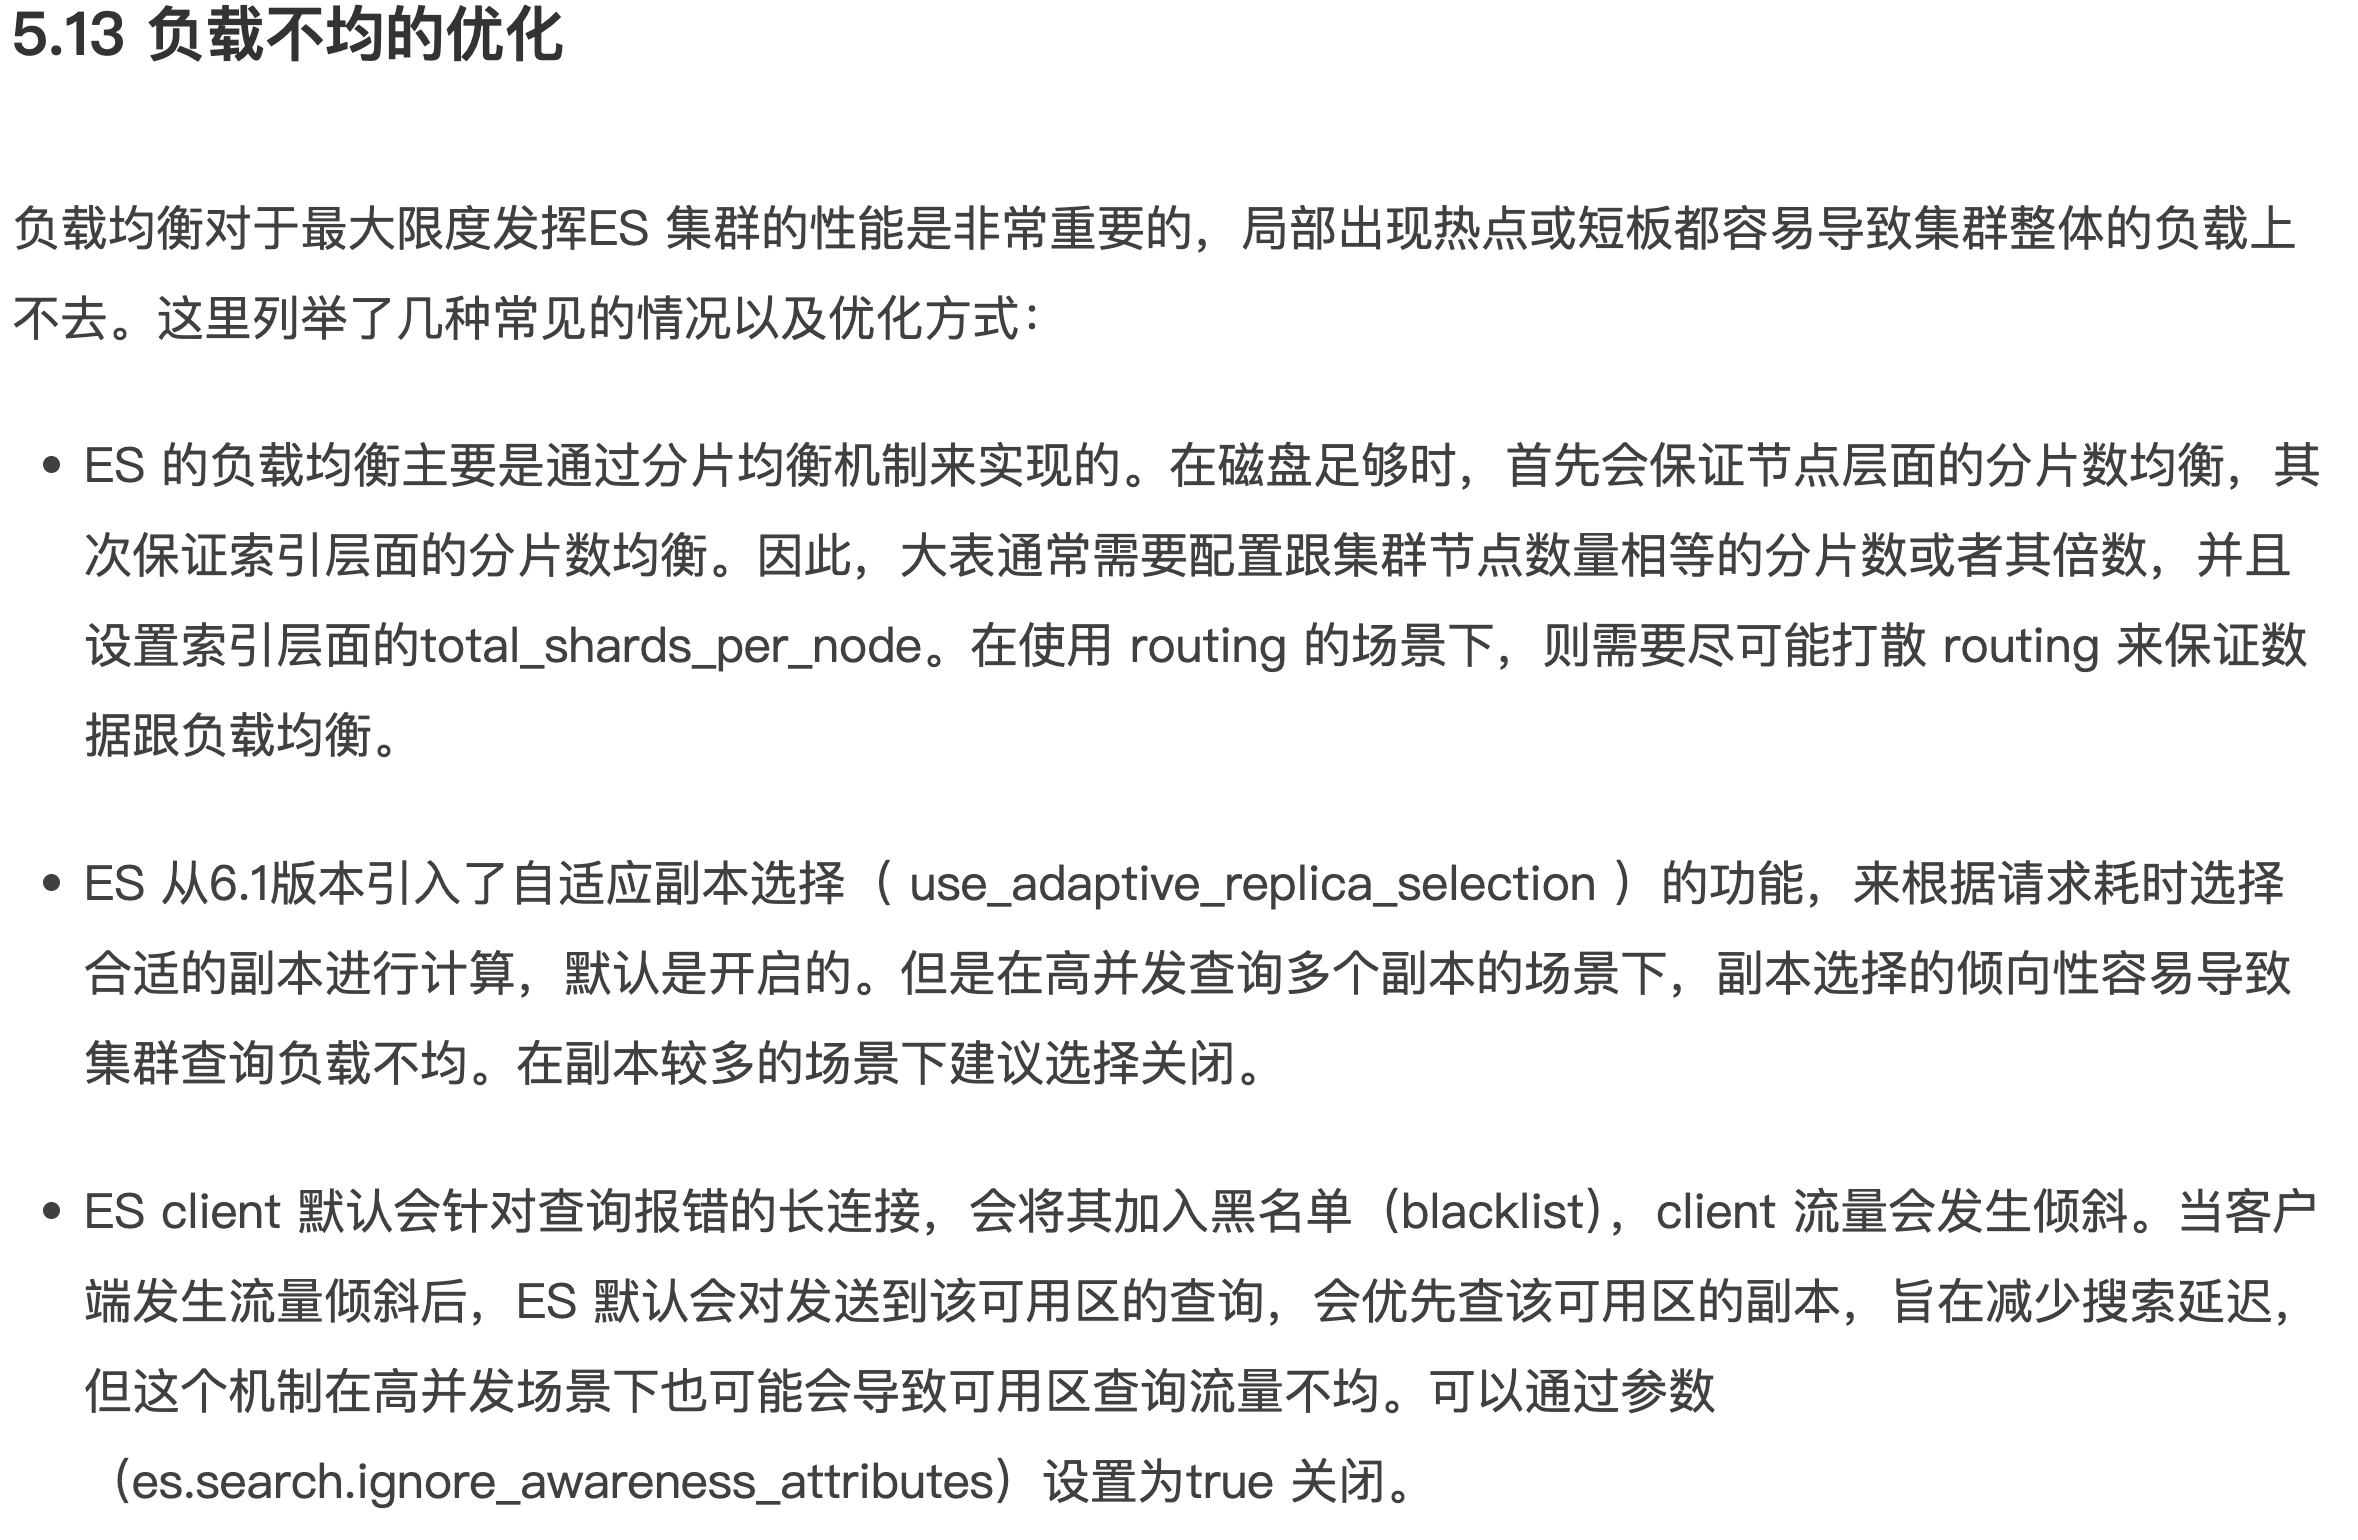 5.13 负载不均的优化
负载均衡对于最大限度发挥ES 集群的性能是非常重要的，局部出现热点或短板都容易导致集群整体的负载上
不去。这里列举了几种常见的情况以及优化方式：
• ES 的负载均衡主要是通过分片均衡机制来实现的。在磁盘足够时，首先会保证节点层面的分片数均衡，其
次保证索引层面的分片数均衡。因此，大表通常需要配置跟集群节点数量相等的分片数或者其倍数，并且
设置索引层面的total_shards_per_node。在使用 routing 的场景下，则需要尽可能打散 routing 来保证数
据跟负载均衡。
• ES 从6.1版本引入了自适应副本选择（ use_adaptive_replica_selection ）的功能，来根据请求耗时选择
合适的副本进行计算，默认是开启的。但是在高并发查询多个副本的场景下，副本选择的倾向性容易导致
集群查询负载不均。在副本较多的场景下建议选择关闭。
• ES client 默认会针对查询报错的长连接，会将其加入黑名单（blacklist），client 流量会发生倾斜。当客户
端发生流量倾斜后，ES 默认会对发送到该可用区的查询，会优先查该可用区的副本，旨在减少搜索延迟，
但这个机制在高并发场景下也可能会导致可用区查询流量不均。可以通过参数
（es.search.ignore_awareness_attributes）设置为true 关闭。